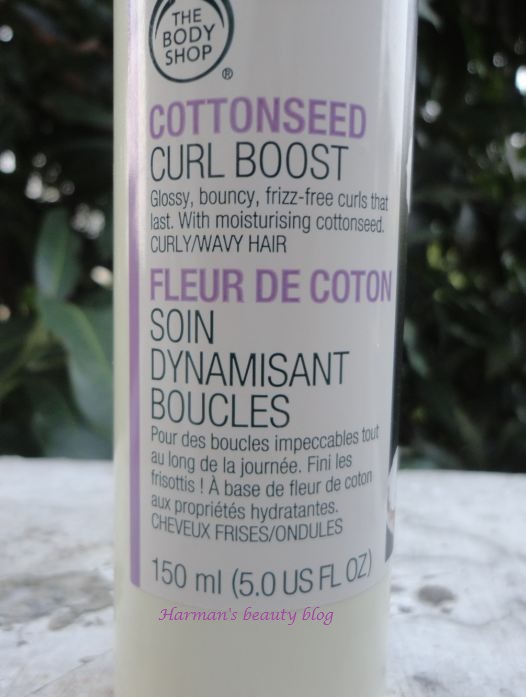 THE
BODY
SHOP
®
COTTONSEED
CURL BOOST
Glossy, bouncy, frizz-free curls that
last. With moisturising cottonseed.
CURLY/WAVY HAIR
FLEUR DE COTON
SOIN
DYNAMISANT
BOUCLES
Pour des boucles impeccables tout
au long de la journée. Fini les
frisottis ! À base de fleur de coton
aux propriétés hydratantes.
CHEVEUX FRISES/ONDULES
150 ml (5.0 US FL OZ)
Harman's beauty blog